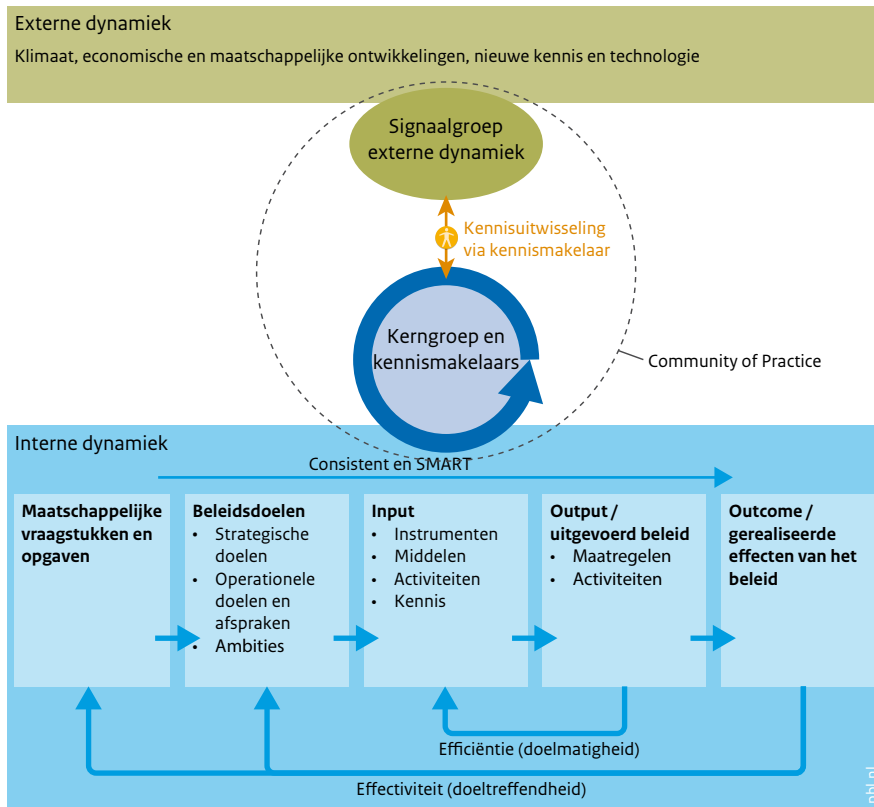 Externe dynamiek
Klimaat, economische en maatschappelijke ontwikkelingen, nieuwe kennis en technologie
Signaalgroep
externe dynamiek
Kennisuitwisseling
via kennismakelaar
Kerngroep en
kennismakelaars
Community of Practice
Interne dynamiek
Consistent en SMART
Maatschappelijke
vraagstukken en
opgaven
Beleidsdoelen
• Strategische
doelen
• Operationele
doelen en
afspraken
• Ambities
Input
• Instrumenten
• Middelen
• Activiteiten
• Kennis
Output /
uitgevoerd beleid
• Maatregelen
• Activiteiten
Outcome /
gerealiseerde
effecten van het
beleid
Efficiëntie (doelmatigheid)
Effectiviteit (doeltreffendheid)
pbl.nl